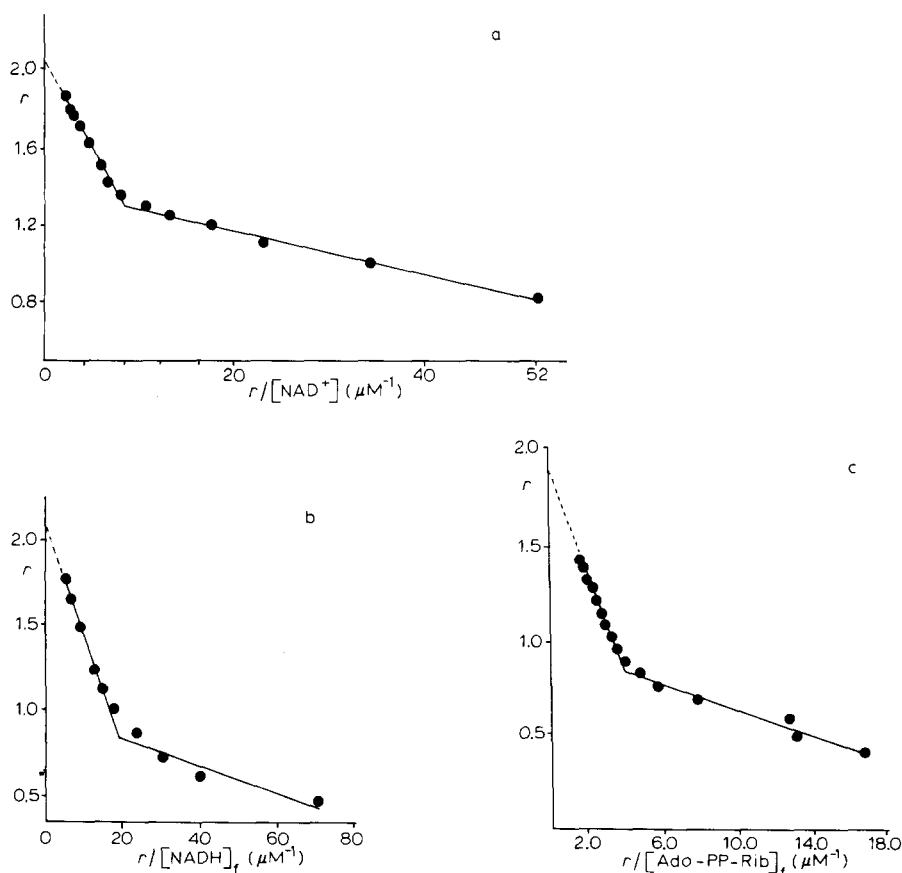 a
2.0
r
1.6
1.2
0.8
0 20 40 52
r/[NAD⁺] (μM⁻¹)
b
2.0
r
1.5
1.0
0.5
0 20 40 60 80
r/[NADH]f (μM⁻¹)
c
2.0
r
1.5
1.0
0.5
2.0 6.0 10.0 14.0 18.0
r/[Ado-PP-Rib]f (μM⁻¹)